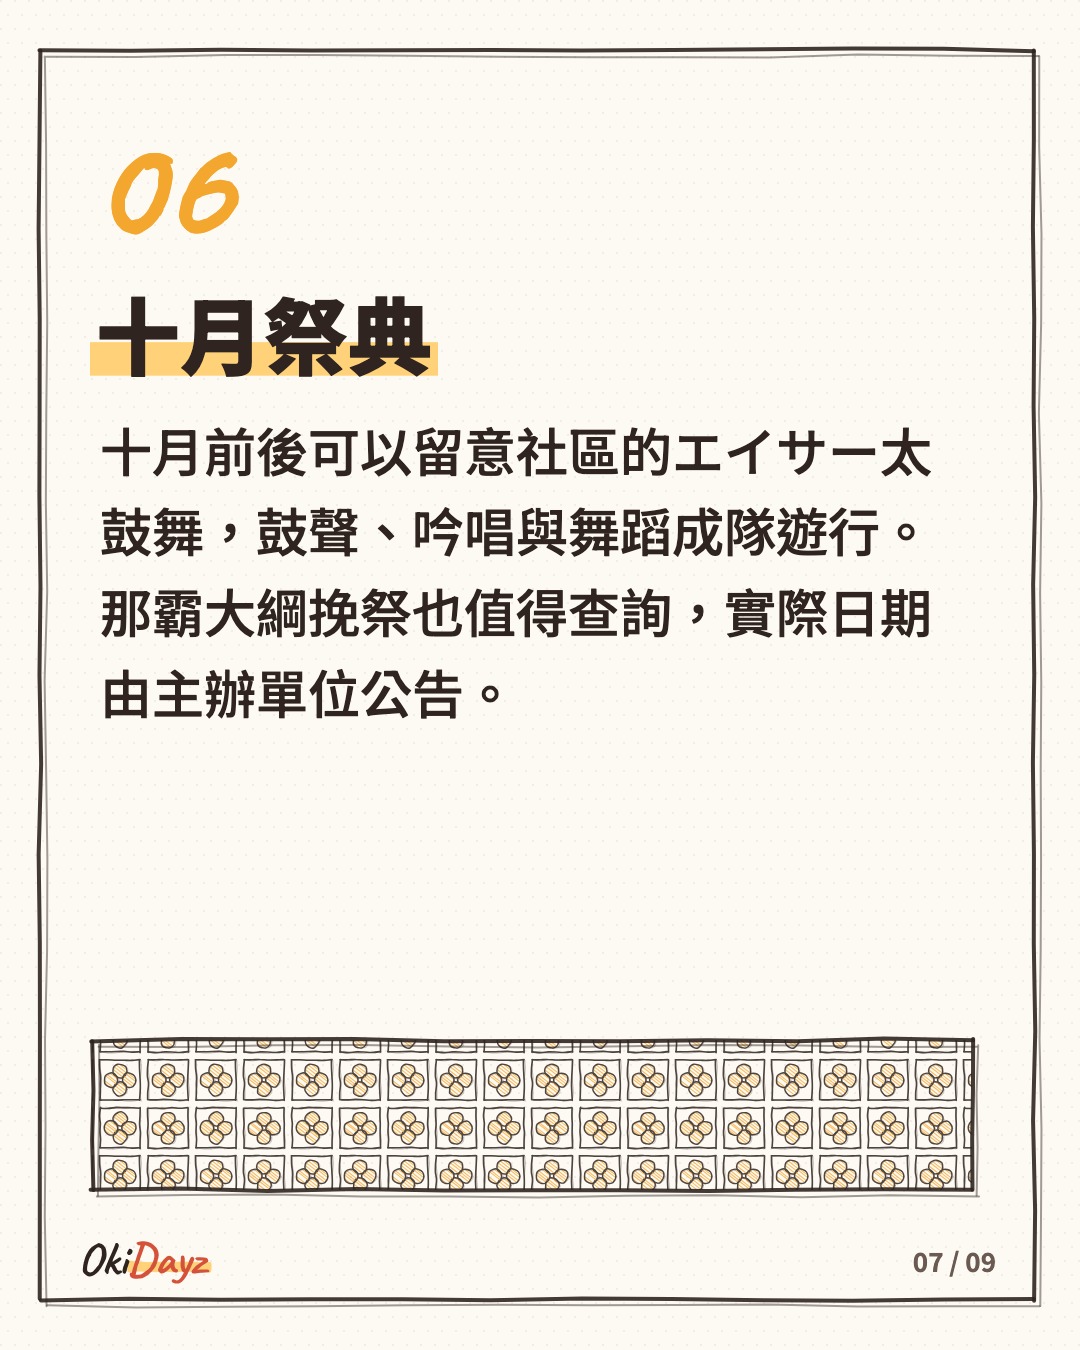 06
十月祭典
十月前後可以留意社區的エイサー太
鼓舞，鼓聲、吟唱與舞蹈成隊遊行。
那霸大綱挽祭也值得查詢，實際日期
由主辦單位公告。
OkiDayz
07 / 09